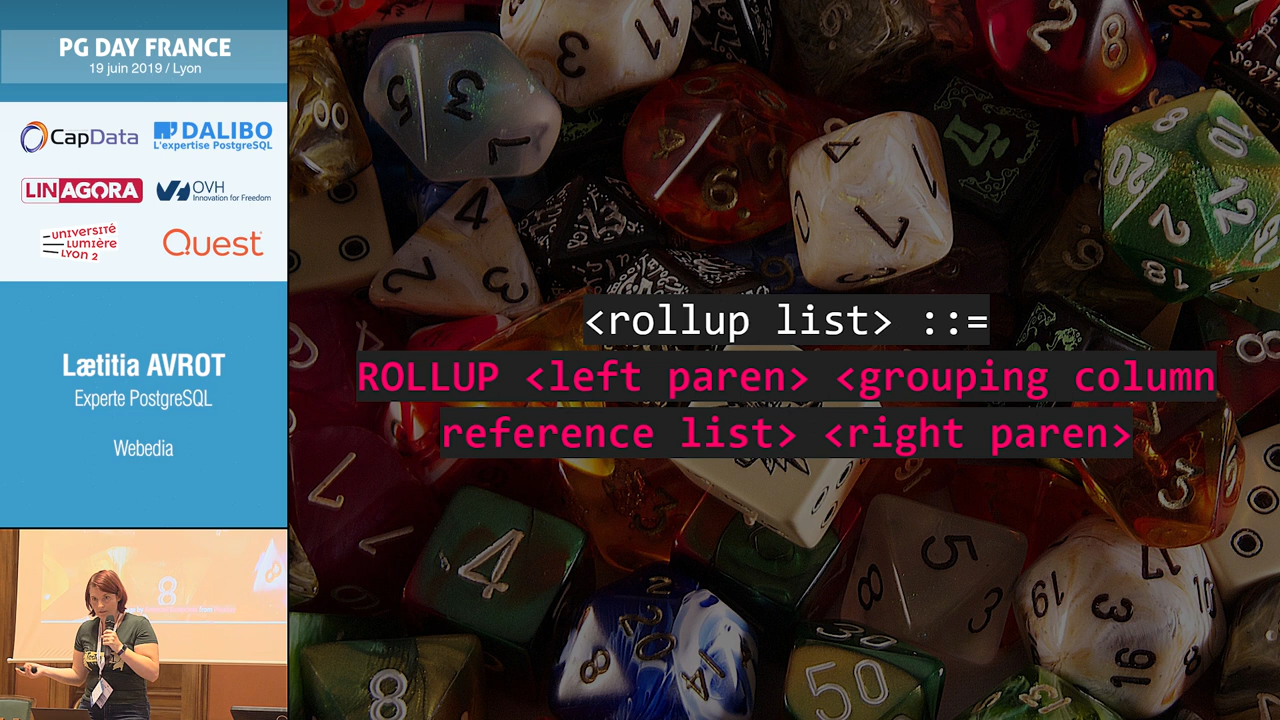 PG DAY FRANCE
19 juin 2019 / Lyon
CapData
DALIBO
L'expertise PostgreSQL
LINAGORA
OVH
Innovation for Freedom
UNIVERSITÉ
LUMIÈRE
LYON 2
Quest
Lætitia AVROT
Experte PostgreSQL
Webedia
<rollup list> ::=
ROLLUP <left paren> <grouping column
reference list> <right paren>